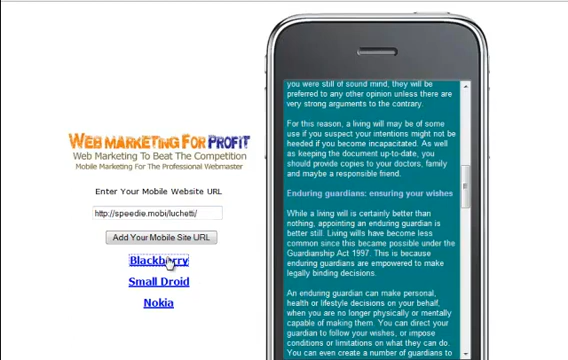 WEB MARKETING FOR PROFIT
Web Marketing To Beat The Competition
Mobile Marketing For The Professional Webmaster
Enter Your Mobile Website URL
http://speedie.mobi/luchetti/
Add Your Mobile Site URL
Blackberry
Small Droid
Nokia
you were still of sound mind, they will be
preferred to any other opinion unless there are
very strong arguments to the contrary.
For this reason, a living will may be of some
use if you suspect your intentions might not be
heeded if you become incapacitated. As well
as keeping the document up-to-date, you
should provide copies to your doctors, family
and maybe a responsible friend.
Enduring guardians: ensuring your wishes
While a living will is certainly better than
nothing, appointing an enduring guardian is
better still. Living wills have become less
common since this became possible under the
Guardianship Act 1997. This is because
enduring guardians are empowered to make
legally binding decisions.
An enduring guardian can make personal,
health or lifestyle decisions on your behalf,
when you are no longer physically or mentally
capable of making them. You can direct your
guardian to follow your wishes, or impose
conditions or limitations on what they can do.
You can even create a number of guardians to